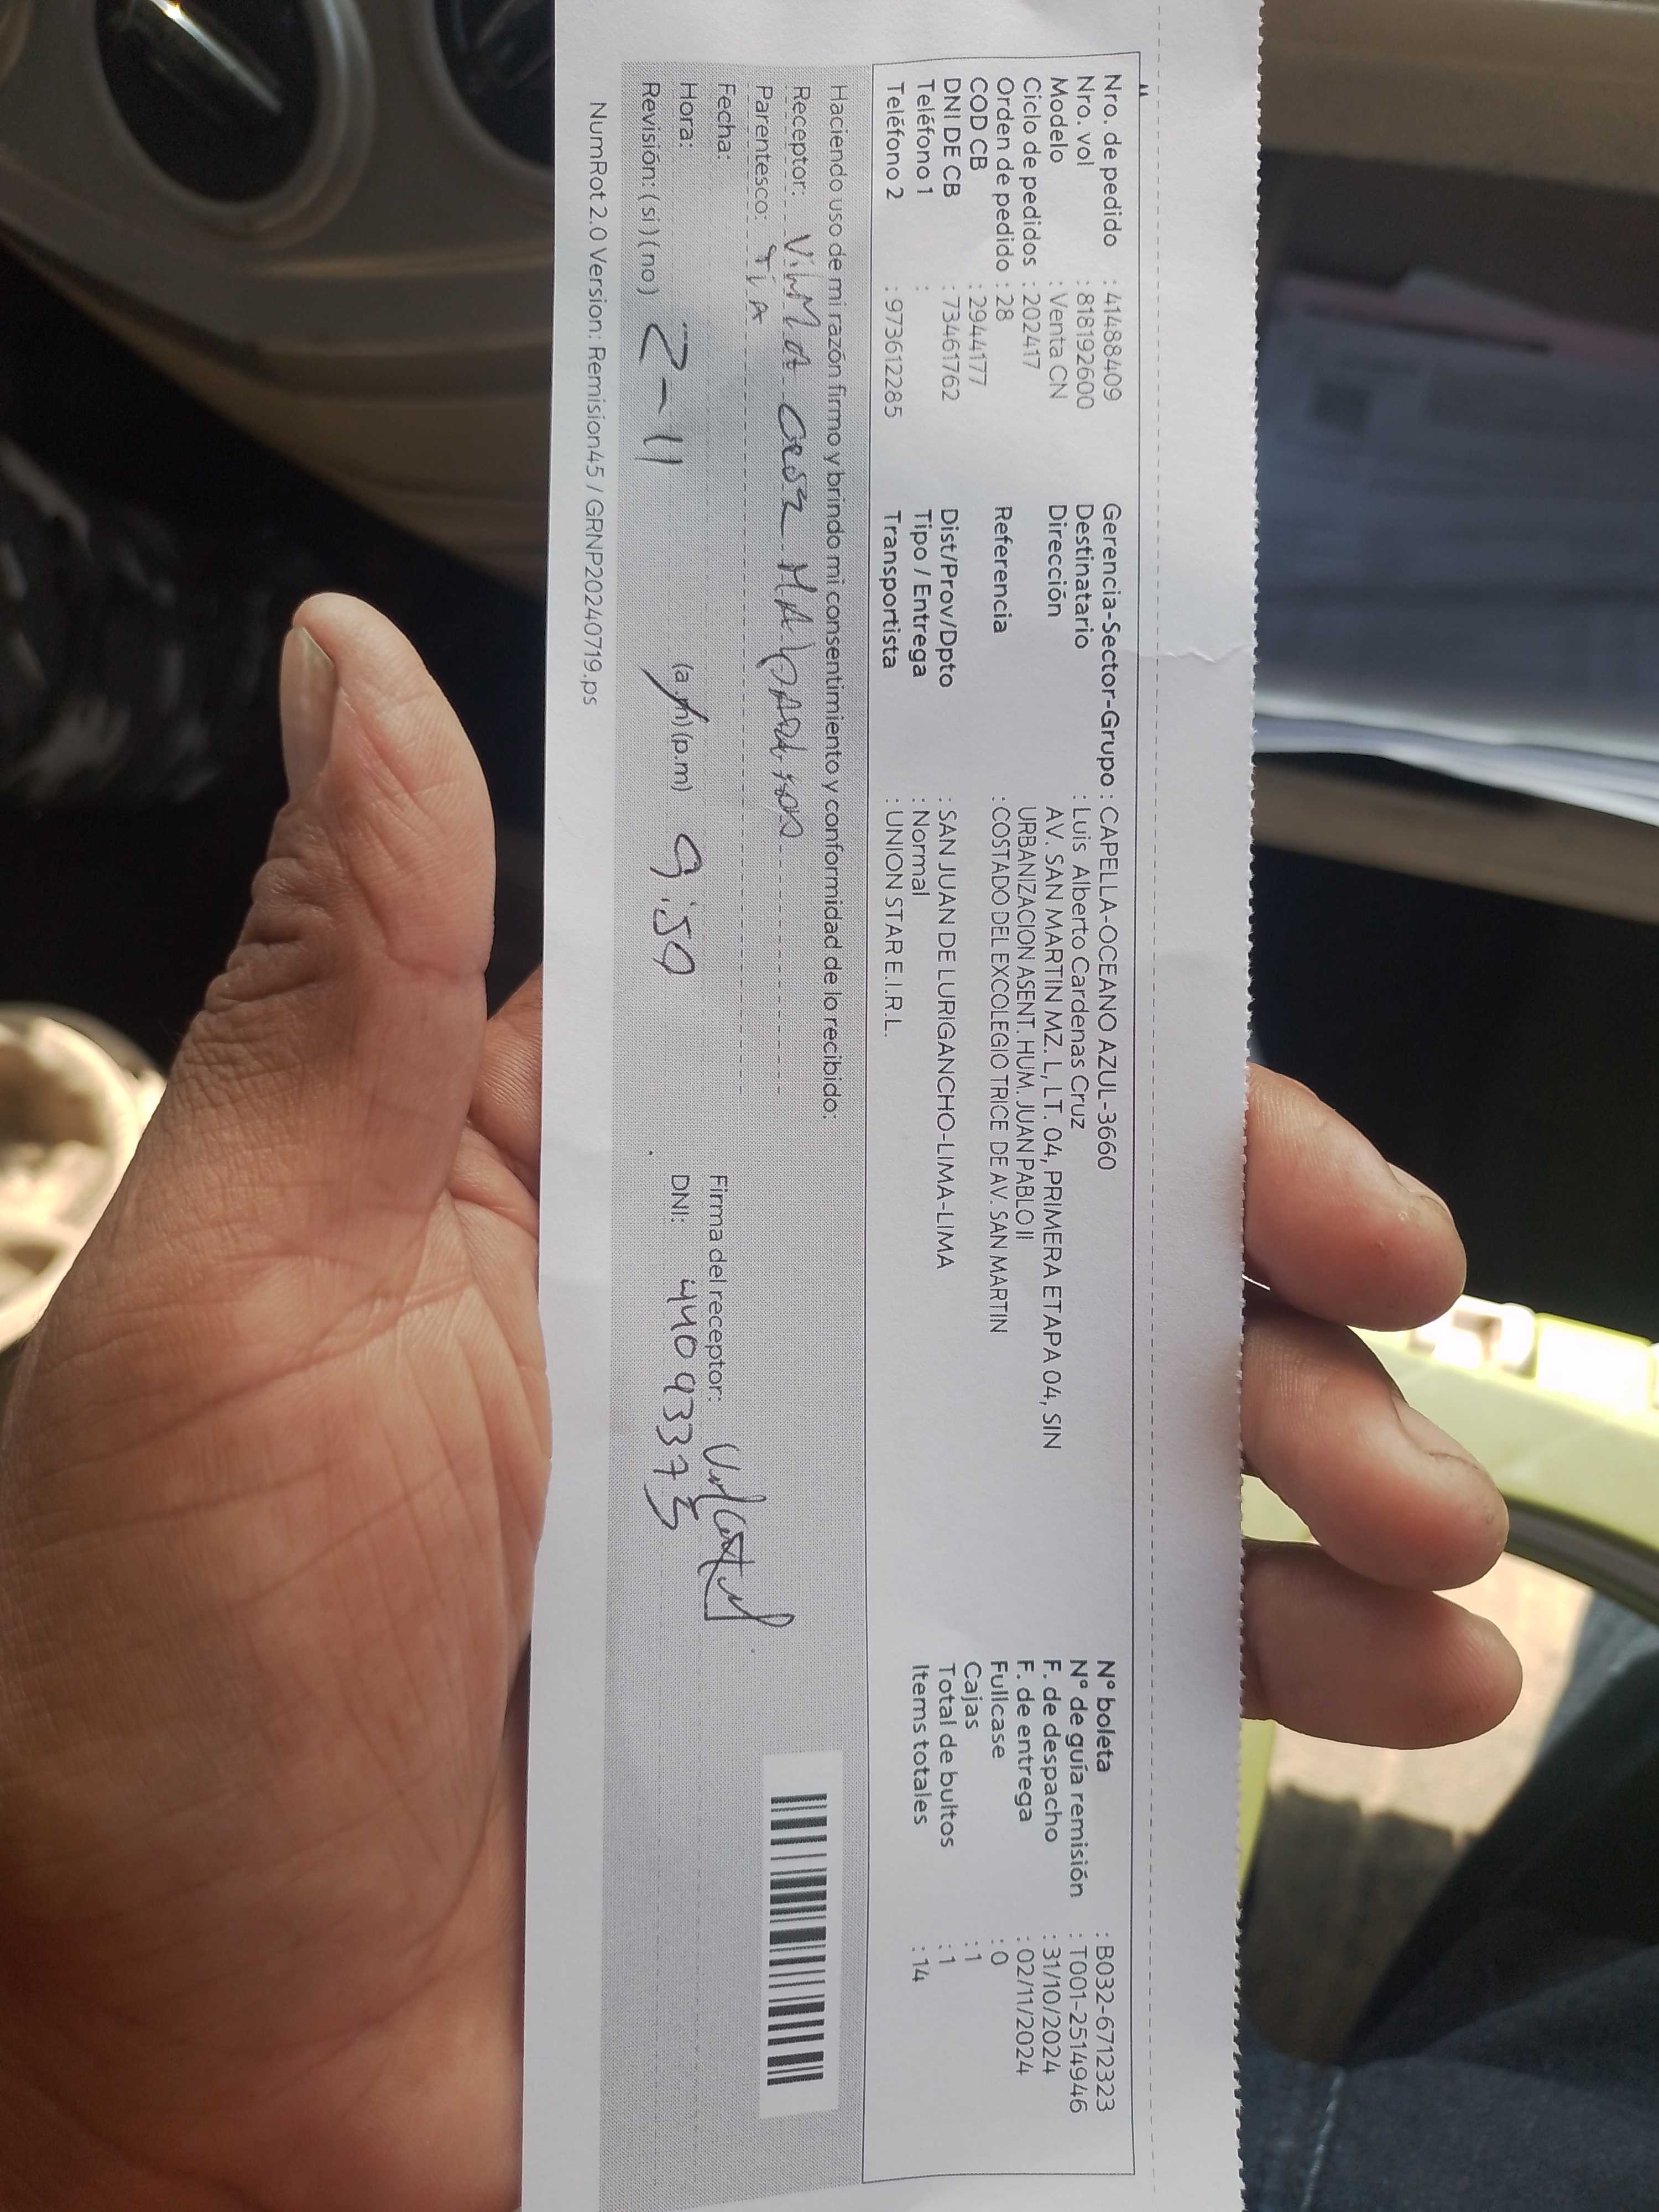 Nro. de pedido : 41488409
Nro. vol : 818192600
Modelo : Venta CN
Ciclo de pedidos : 202417
Orden de pedido : 28
COD CB : 2944177
DNI DE CB : 73461762
Teléfono 1 :
Teléfono 2 : 973612285
Gerencia-Sector-Grupo : CAPELLA-OCEANO AZUL-3660
Destinatario : Luis Alberto Cardenas Cruz
Dirección AV. SAN MARTIN MZ. L, LT. 04, PRIMERA ETAPA 04, SIN
URBANIZACION ASENT. HUM. JUAN PABLO II
Referencia : COSTADO DEL EXCOLEGIO TRICE DE AV. SAN MARTIN
Dist/Prov/Dpto : SAN JUAN DE LURIGANCHO-LIMA-LIMA
Tipo / Entrega : Normal
Transportista : UNION STAR E.I.R.L.
N° boleta : B032-6712323
N° de guía remisión : T001-2514946
F. de despacho : 31/10/2024
F. de entrega : 02/11/2024
Fullcase : 0
Cajas : 1
Total de bultos : 1
Items totales : 14
Haciendo uso de mi razón firmo y brindo mi consentimiento y conformidad de lo recibido:
Receptor: VilMA CRUZ
Parentesco: TiA
Fecha:
Hora: (a.m) (p.m) 9:50
Revisión: (si) (no) 2-11
Firma del receptor:
DNI: 44093373
NumRot 2.0 Version: Remision45 / GRNP20240719.ps